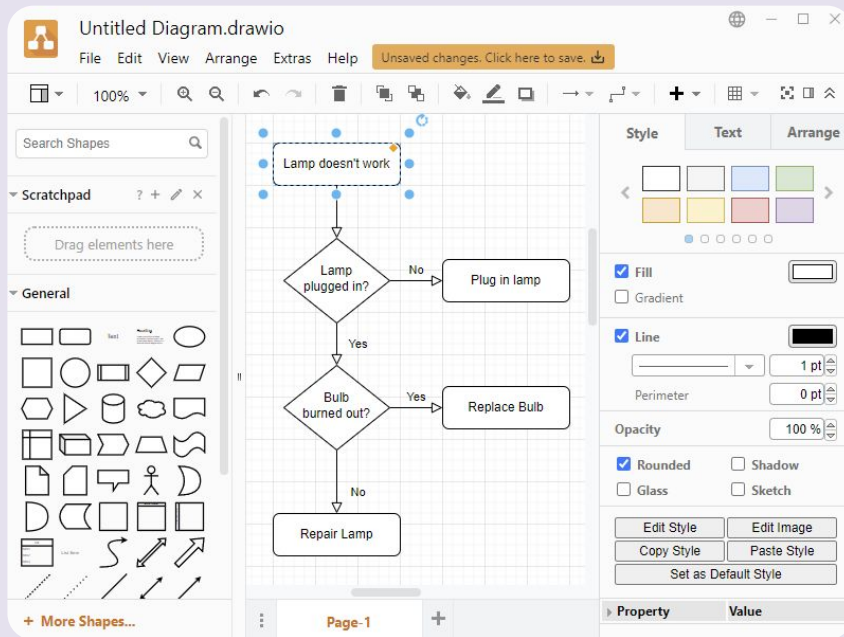 Untitled Diagram.drawio
File Edit View Arrange Extras Help Unsaved changes. Click here to save.
100%
Search Shapes
Scratchpad ?
Drag elements here
General
Text
Heading
List Item
+ More Shapes...
Lamp doesn't work
Lamp
plugged in?
No
Plug in lamp
Yes
Bulb
burned out?
Yes
Replace Bulb
No
Repair Lamp
Page-1
Style Text Arrange
Fill
Gradient
Line
1 pt
Perimeter 0 pt
Opacity 100 %
Rounded Shadow
Glass Sketch
Edit Style Edit Image
Copy Style Paste Style
Set as Default Style
Property Value